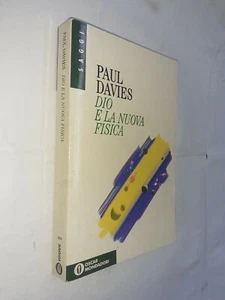 PAUL DAVIES DIO E LA NUOVA FISICA
SAGGI
PAUL
DAVIES
DIO
E LA NUOVA
FISICA
OSCAR
MONDADORI